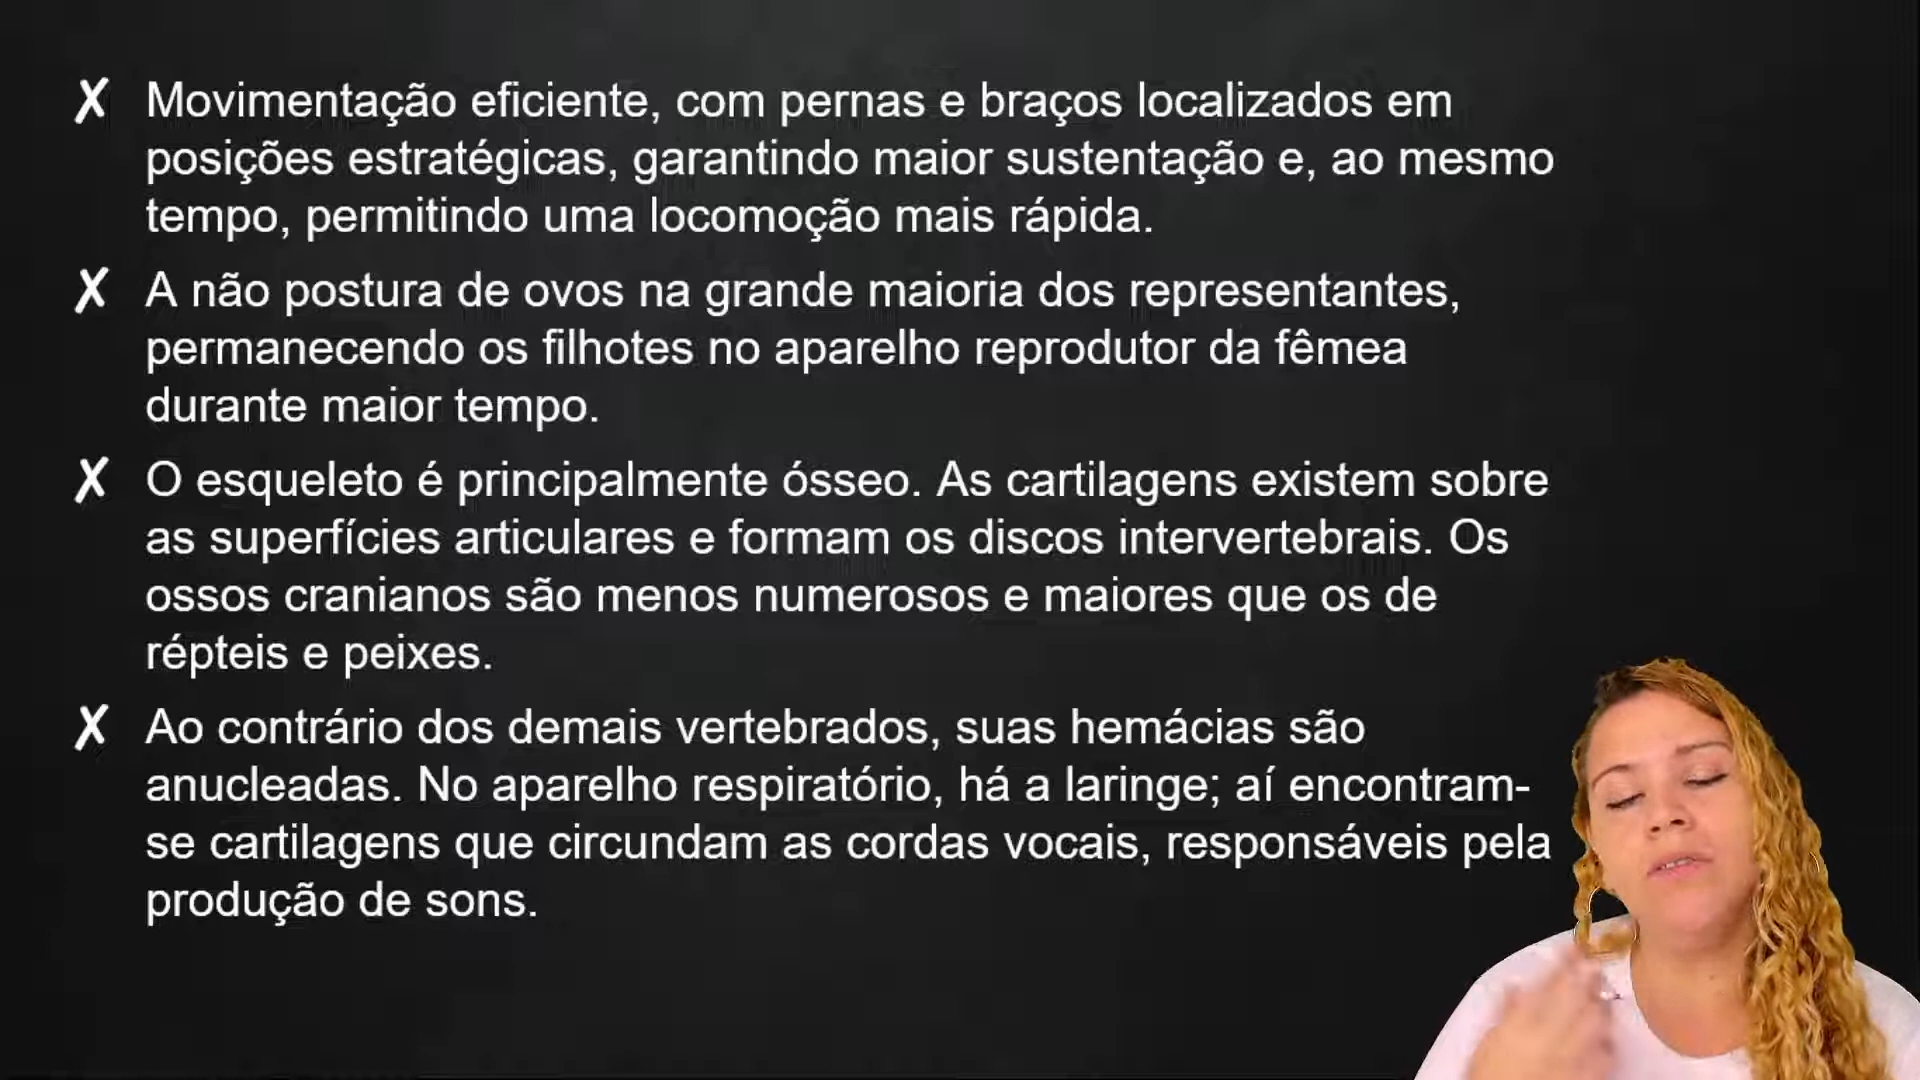 ✗ Movimentação eficiente, com pernas e braços localizados em
posições estratégicas, garantindo maior sustentação e, ao mesmo
tempo, permitindo uma locomoção mais rápida.
✗ A não postura de ovos na grande maioria dos representantes,
permanecendo os filhotes no aparelho reprodutor da fêmea
durante maior tempo.
✗ O esqueleto é principalmente ósseo. As cartilagens existem sobre
as superfícies articulares e formam os discos intervertebrais. Os
ossos cranianos são menos numerosos e maiores que os de
répteis e peixes.
✗ Ao contrário dos demais vertebrados, suas hemácias são
anucleadas. No aparelho respiratório, há a laringe; aí encontram-
se cartilagens que circundam as cordas vocais, responsáveis pela
produção de sons.